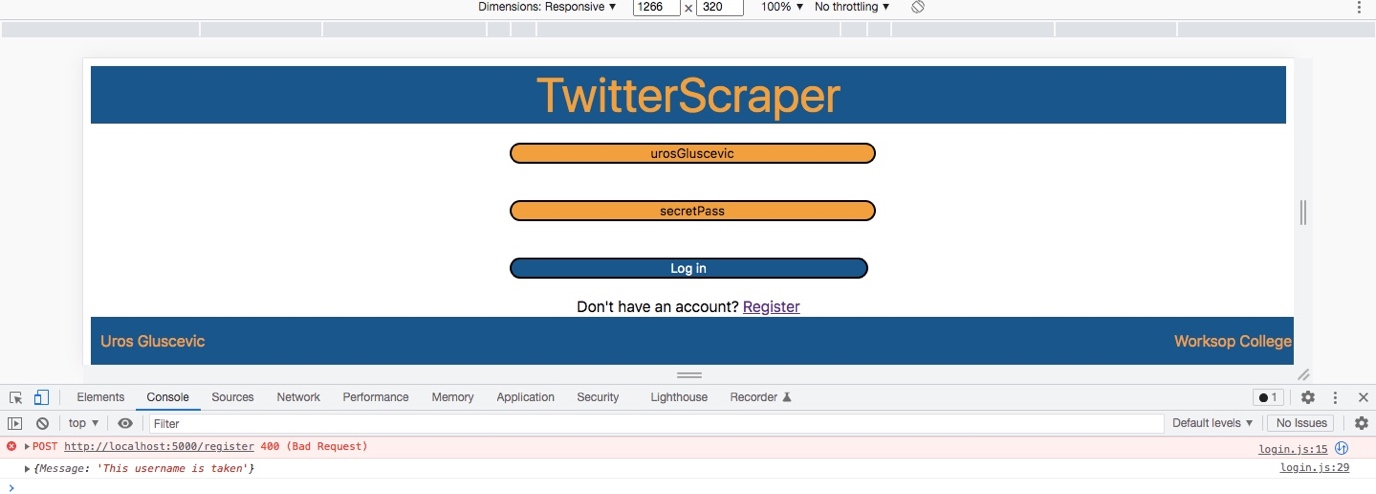 Dimensions: Responsive ▼ 1266 × 320 100% ▼ No throttling ▼
TwitterScraper
urosGluscevic
secretPass
Log in
Don't have an account? Register
Uros Gluscevic Worksop College
Elements Console Sources Network Performance Memory Application Security Lighthouse Recorder 1
top ▼ Filter Default levels ▼ No Issues
POST http://localhost:5000/register 400 (Bad Request) login.js:15
{Message: 'This username is taken'} login.js:29